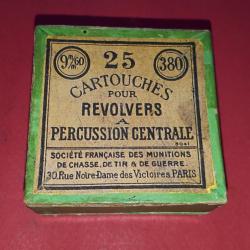 9m/m60
25
380
CARTOUCHES
POUR
REVOLVERS
A
PERCUSSION CENTRALE
SOCIÉTÉ FRANÇAISE DES MUNITIONS
DE CHASSE, DE TIR & DE GUERRE.
30, Rue Notre-Dame des Victoires, PARIS